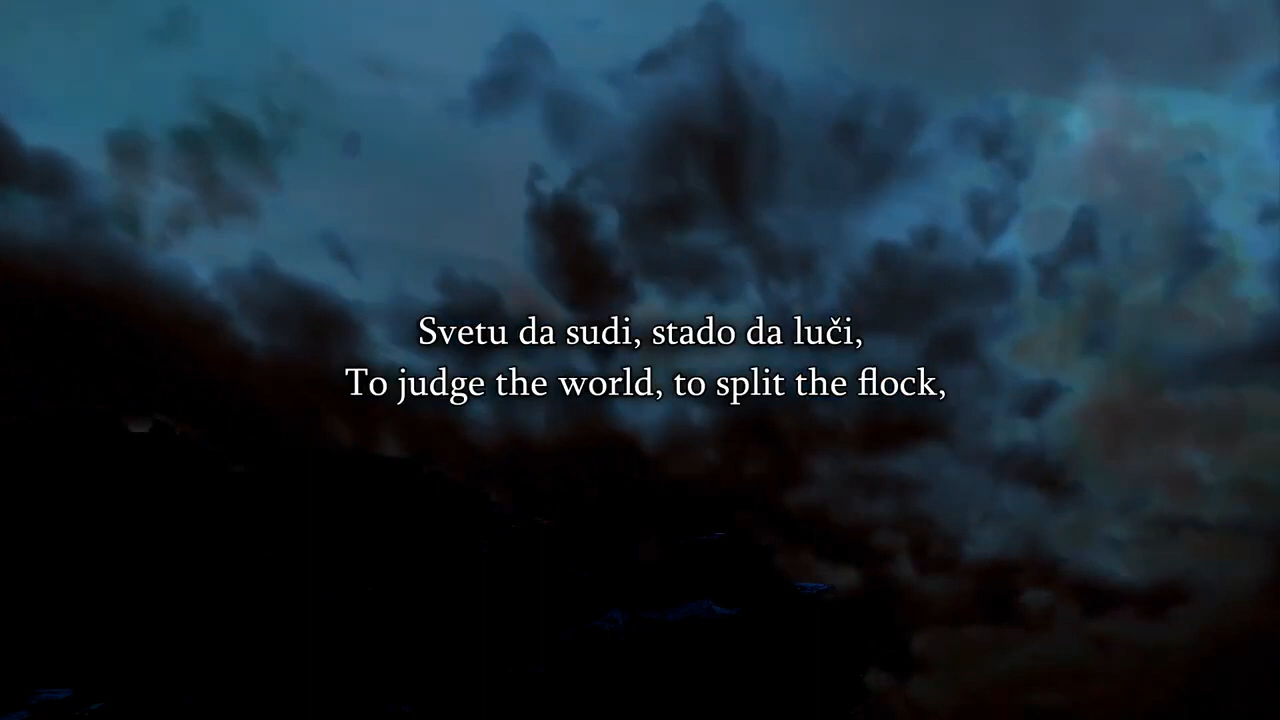 Svetu da sudi, stado da luči,
To judge the world, to split the flock,